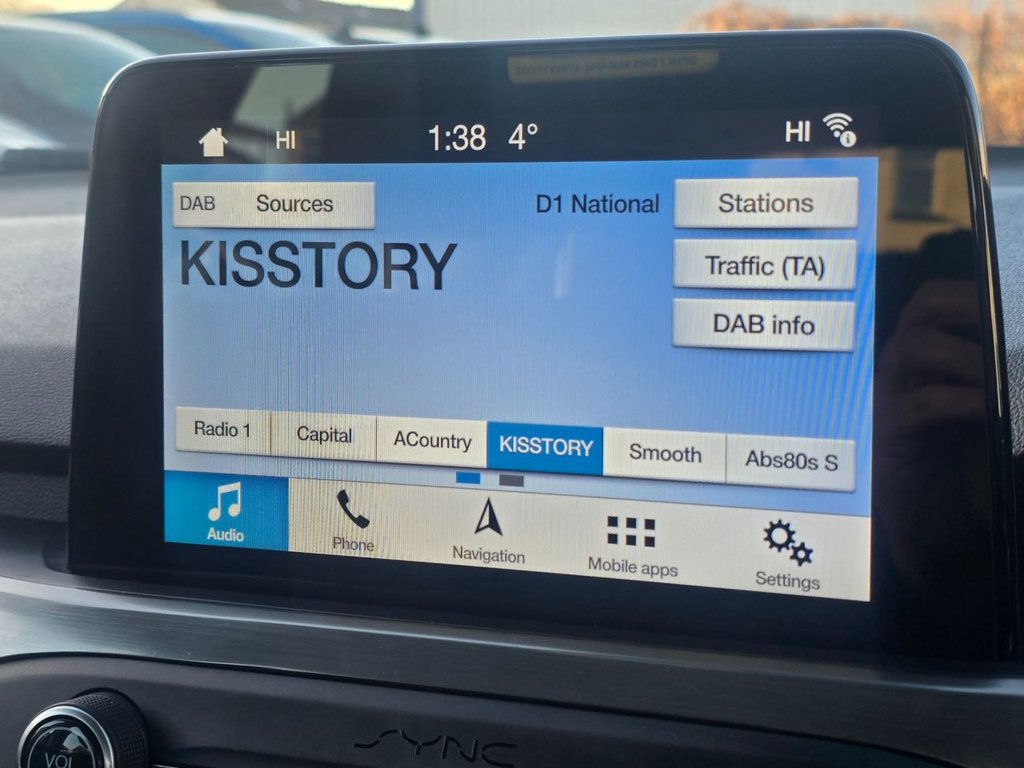 HI 1:38 4° HI
DAB Sources D1 National Stations
KISSTORY
Traffic (TA)
DAB info
Radio 1 Capital ACountry KISSTORY Smooth Abs80s S
Audio Phone Navigation Mobile apps Settings
VOL
SYNC